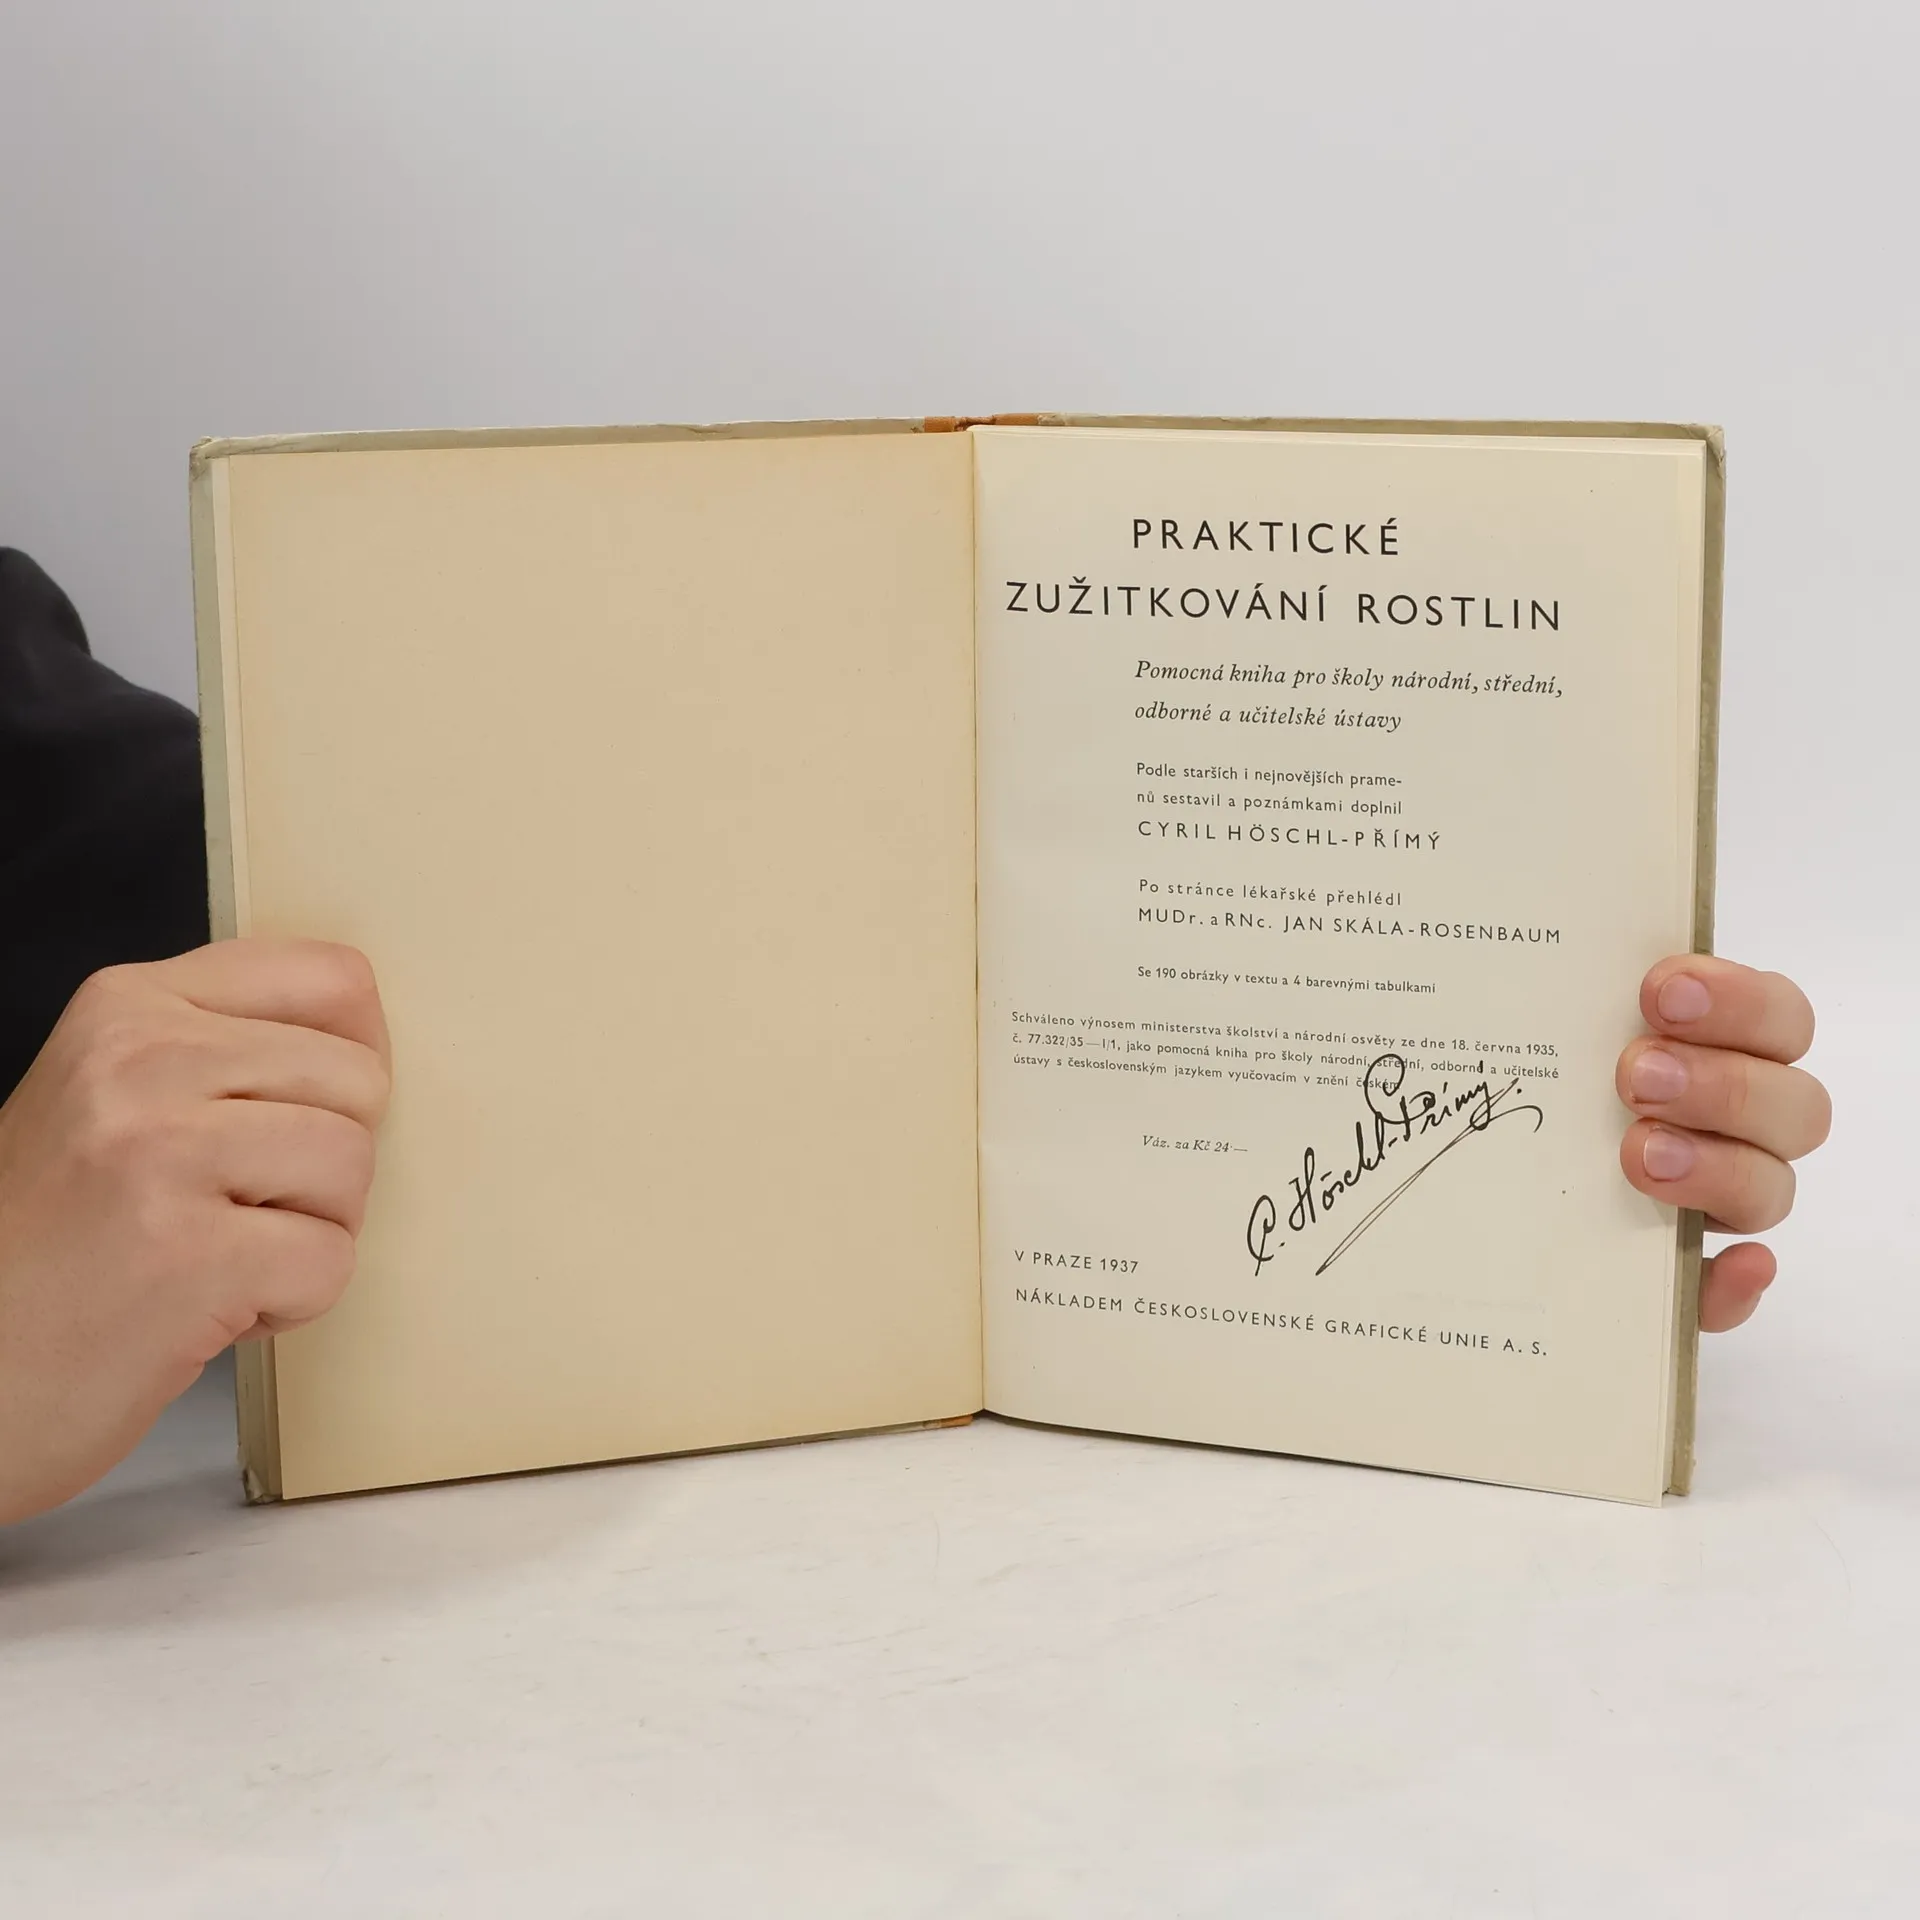 PRAKTICKÉ
ZUŽITKOVÁNÍ ROSTLIN
Pomocná kniha pro školy národní, střední,
odborné a učitelské ústavy
Podle starších i nejnovějších prame-
nů sestavil a poznámkami doplnil
CYRIL HÖSCHL-PŘÍMÝ
Po stránce lékařské přehlédl
MUDr. a RNc. JAN SKÁLA-ROSENBAUM
Se 190 obrázky v textu a 4 barevnými tabulkami
Schváleno výnosem ministerstva školství a národní osvěty ze dne 18. června 1935,
č. 77.322/35—I/1, jako pomocná kniha pro školy národní, střední, odborné a učitelské
ústavy s československým jazykem vyučovacím v znění českém.
Váz. za Kč 24·—
C. Höschl-Přímý.
V PRAZE 1937
NÁKLADEM ČESKOSLOVENSKÉ GRAFICKÉ UNIE A. S.